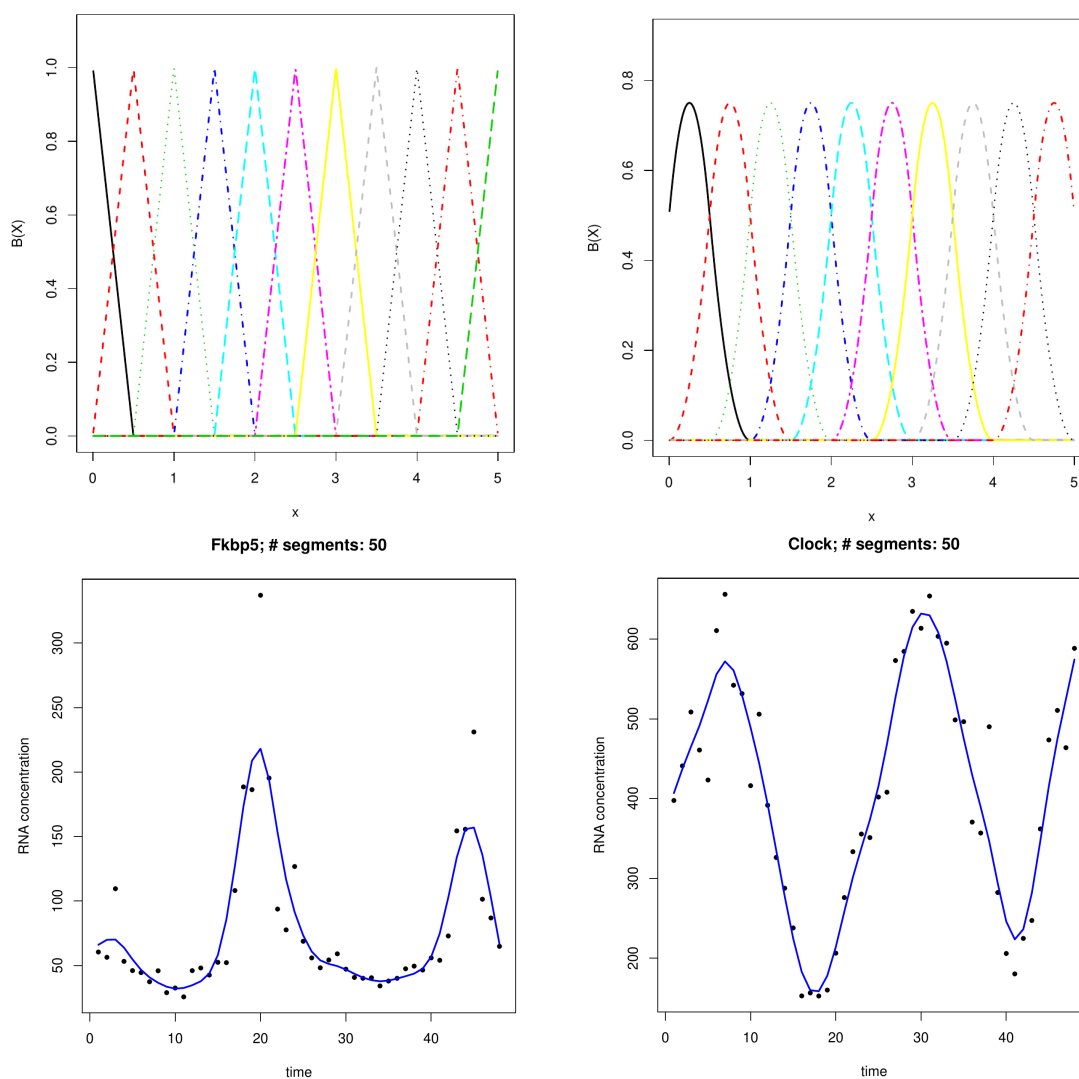 B(X)
1.0
0.8
0.6
0.4
0.2
0.0
0 1 2 3 4 5
x
B(X)
0.8
0.6
0.4
0.2
0.0
0 1 2 3 4 5
x
Fkbp5; # segments: 50
RNA concentration
300
250
200
150
100
50
0 10 20 30 40
time
Clock; # segments: 50
RNA concentration
600
500
400
300
200
0 10 20 30 40
time